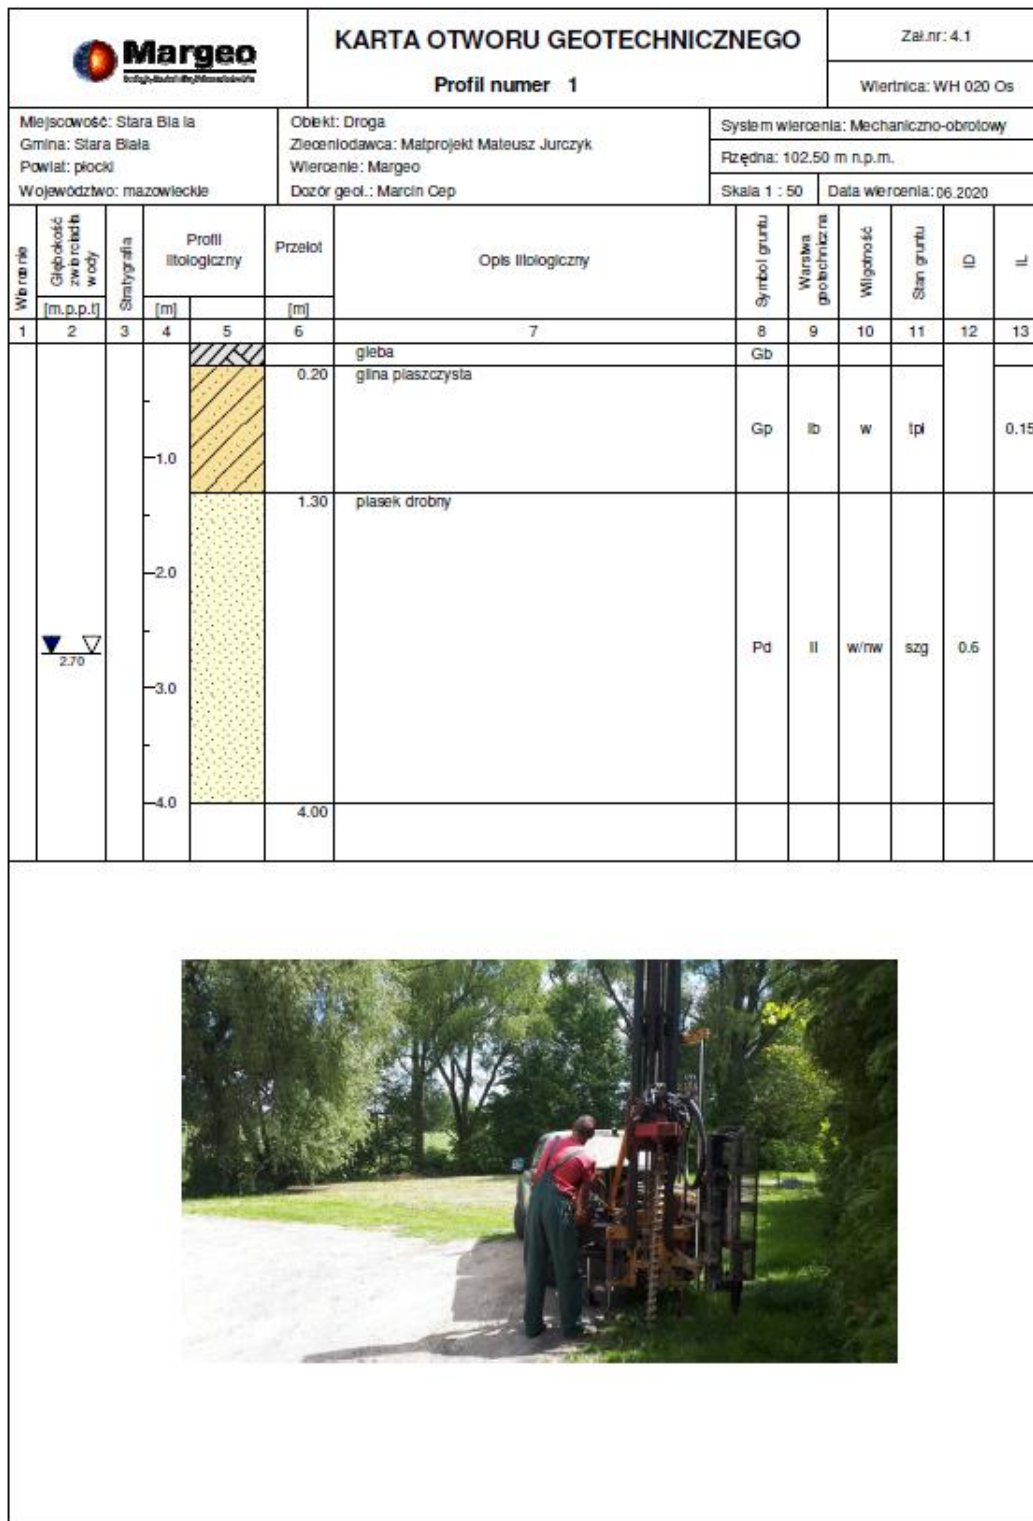 Margeo
KARTA OTWORU GEOTECHNICZNEGO
Profil numer 1
Zał.nr: 4.1
Wiertnica: WH 020 Os
Miejscowość: Stara Biała
Gmina: Stara Biała
Powiat: płocki
Województwo: mazowieckie
Obiekt: Droga
Zleceniodawca: Matprojekt Mateusz Jurczyk
Wiercenie: Margeo
Dozór geol.: Marcin Cep
System wiercenia: Mechaniczno-obrotowy
Rzędna: 102.50 m n.p.m.
Skala 1 : 50
Data wiercenia: 06.2020
Wiercenie
Głębokość zwierciadła wody
[m.p.p.t]
Stratygrafia
Profil litologiczny
[m]
Przelot
[m]
Opis litologiczny
Symbol gruntu
Warstwa geotechniczna
Wilgotność
Stan gruntu
ID
IL
1 2 3 4 5 6 7 8 9 10 11 12 13
gleba Gb
0.20 glina piaszczysta
Gp Ib w tpl 0.15
1.0
1.30 piasek drobny
2.0
2.70
Pd II w/nw szg 0.6
3.0
4.0
4.00